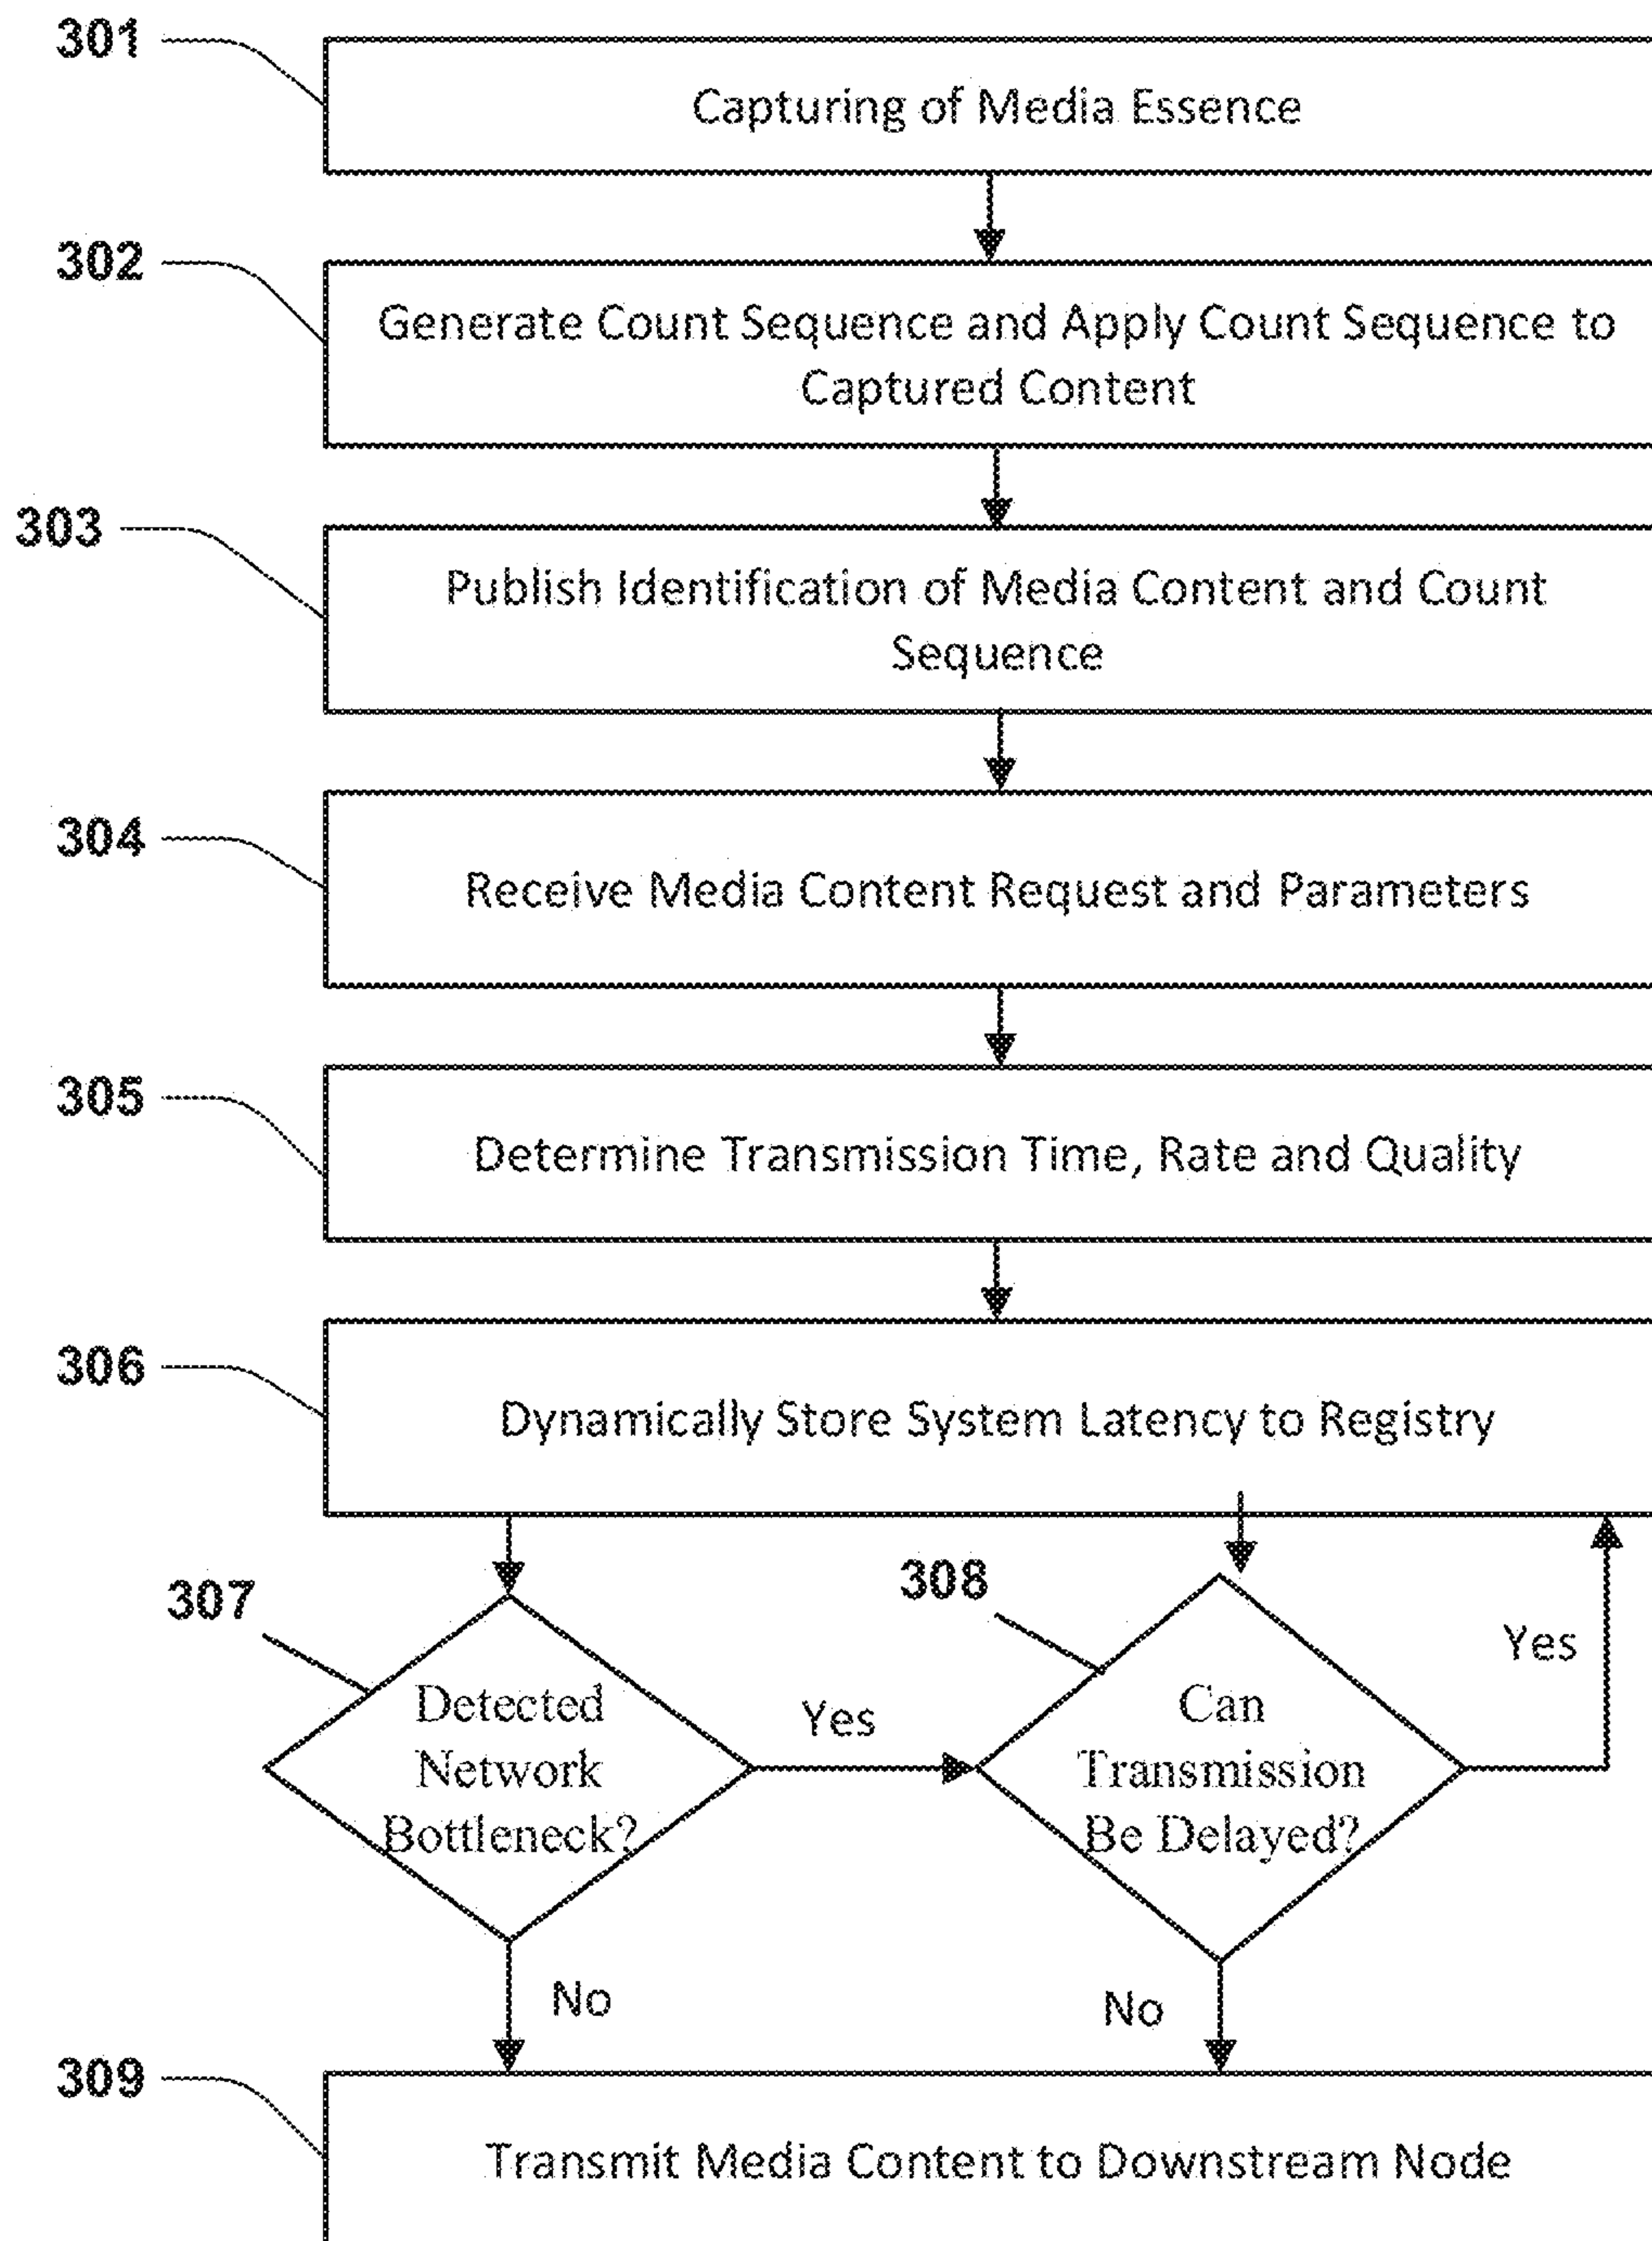 301
Capturing of Media Essence
302
Generate Count Sequence and Apply Count Sequence to
Captured Content
303
Publish Identification of Media Content and Count
Sequence
304
Receive Media Content Request and Parameters
305
Determine Transmission Time, Rate and Quality
306
Dynamically Store System Latency to Registry
307
Detected
Network
Bottleneck?
Yes
No
308
Can
Transmission
Be Delayed?
Yes
No
309
Transmit Media Content to Downstream Node